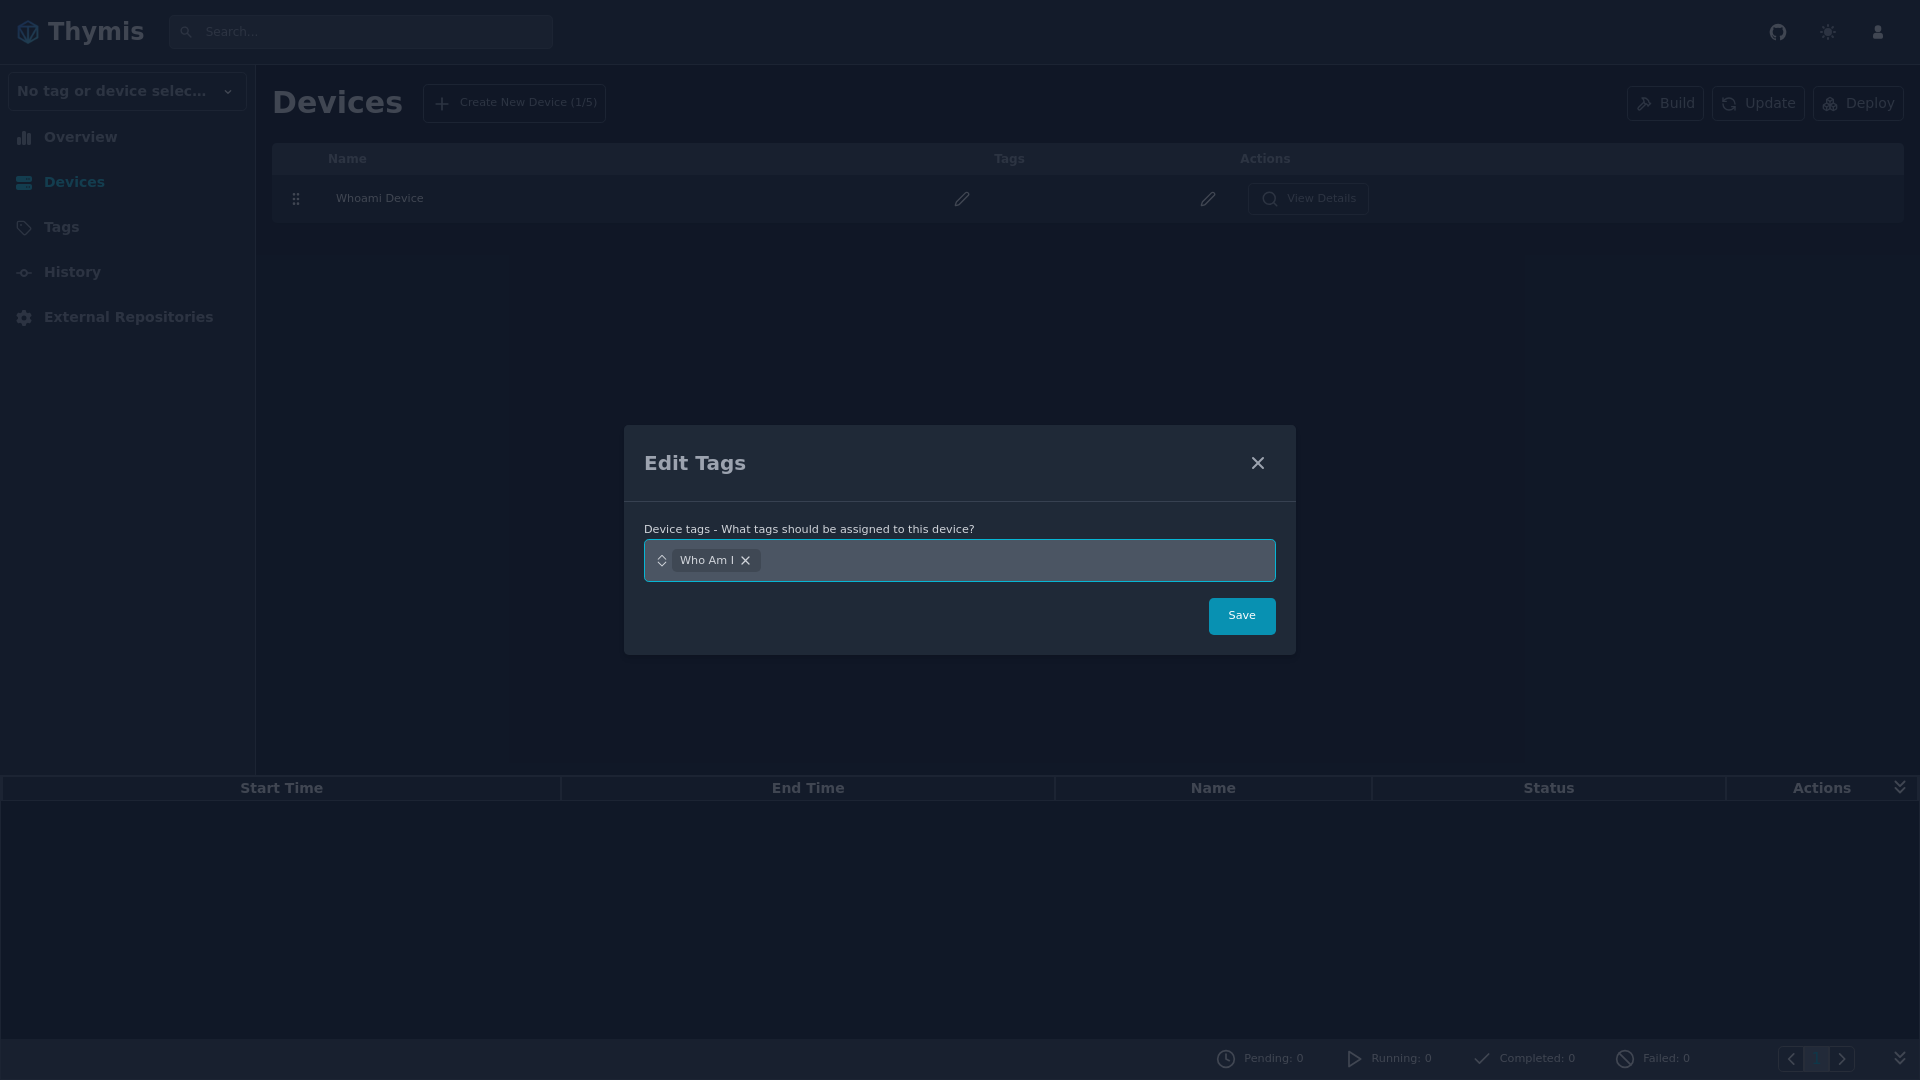 Thymis
Search...
No tag or device selec...
Overview
Devices
Tags
History
External Repositories
Devices
Create New Device (1/5)
Build
Update
Deploy
Name
Tags
Actions
Whoami Device
View Details
Edit Tags
Device tags - What tags should be assigned to this device?
Who Am I
Save
Start Time
End Time
Name
Status
Actions
Pending: 0
Running: 0
Completed: 0
Failed: 0